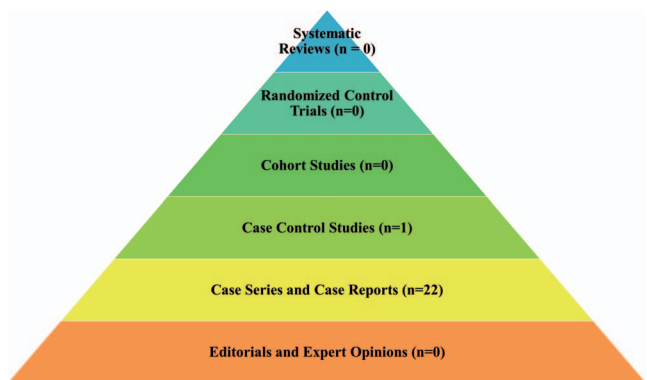 Systematic
Reviews (n = 0)
Randomized Control
Trials (n=0)
Cohort Studies (n=0)
Case Control Studies (n=1)
Case Series and Case Reports (n=22)
Editorials and Expert Opinions (n=0)